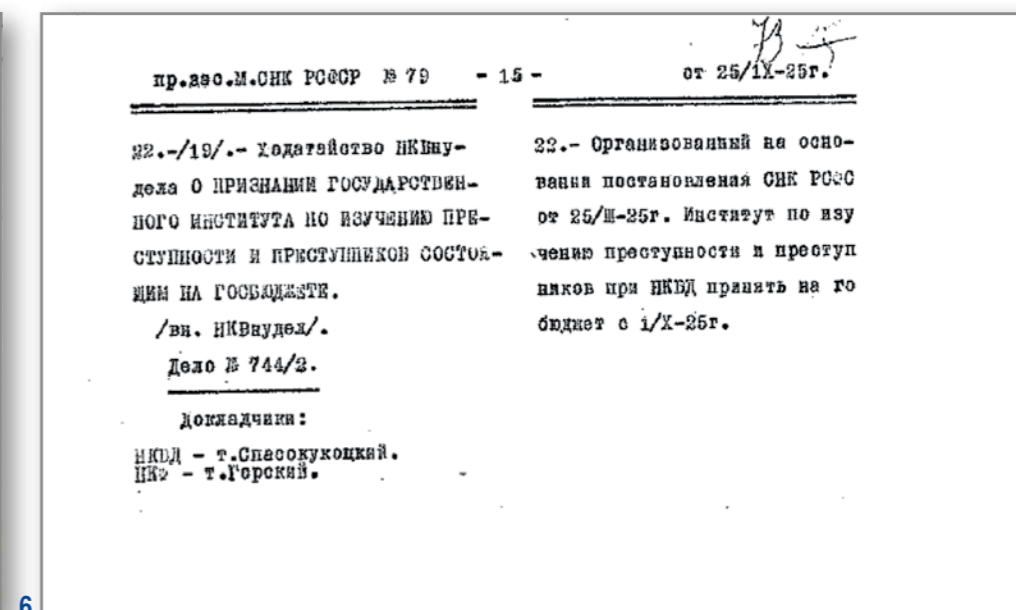 пр.зас.М.СНК РСФСР № 79 - 15 - от 25/IX-25г.
22.-/19/.- Ходатайство НКВну-
дела О ПРИЗНАНИИ ГОСУДАРСТВЕН-
НОГО ИНСТИТУТА ПО ИЗУЧЕНИЮ ПРЕ-
СТУПНОСТИ И ПРЕСТУПНИКОВ СОСТОЯ-
ЩИМ НА ГОСБЮДЖЕТЕ.
/вн. НКВнудел/.
Дело № 744/2.
Докладчики:
НКВД - т.Спасокукоцкий.
НКФ - т.Горский.
22.- Организованный на осно-
вании постановления СНК РСФС
от 25/III-25г. Институт по изу
чению преступности и преступ
ников при НКВД принять на го
бюджет с 1/X-25г.
6